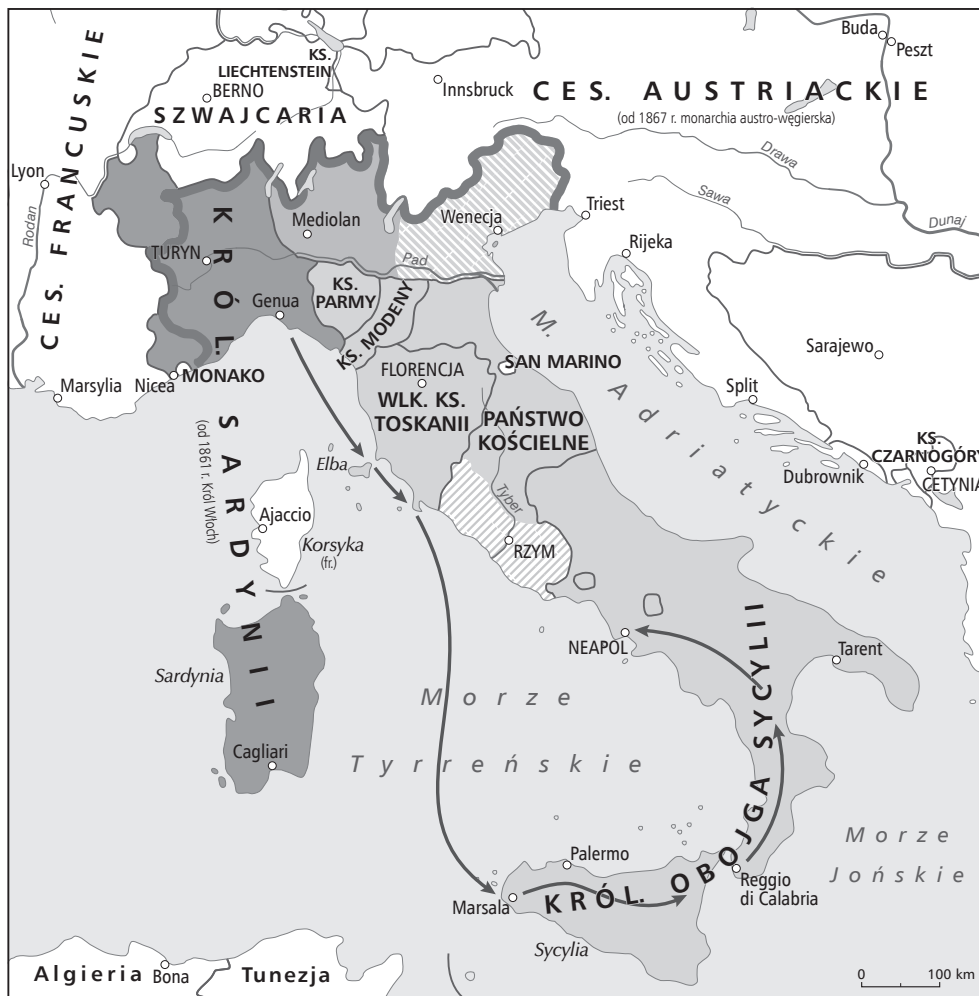 Buda
Peszt
KS.
LIECHTENSTEIN
BERNO
SZWAJCARIA
Innsbruck
CES. AUSTRIACKIE
(od 1867 r. monarchia austro-węgierska)
Drawa
Sawa
Dunaj
Lyon
Rodan
CES. FRANCUSKIE
Mediolan
Wenecja
Triest
Rijeka
TURYN
Pad
Genua
KS.
PARMY
KS. MODENY
KRÓL. SARDYNII
(od 1861 r. Król Włoch)
Marsylia
Nicea
MONAKO
FLORENCJA
WLK. KS.
TOSKANII
SAN MARINO
PAŃSTWO
KOŚCIELNE
M. Adriatyckie
Sarajewo
Split
Dubrownik
KS.
CZARNOGÓRY
CETYNIA
Elba
Tyber
RZYM
Ajaccio
Korsyka
(fr.)
Sardynia
Cagliari
NEAPOL
Tarent
Morze
Tyrreńskie
KRÓL. OBOJGA SYCYLII
Palermo
Marsala
Sycylia
Reggio
di Calabria
Morze
Jońskie
Algieria
Bona
Tunezja
0 100 km